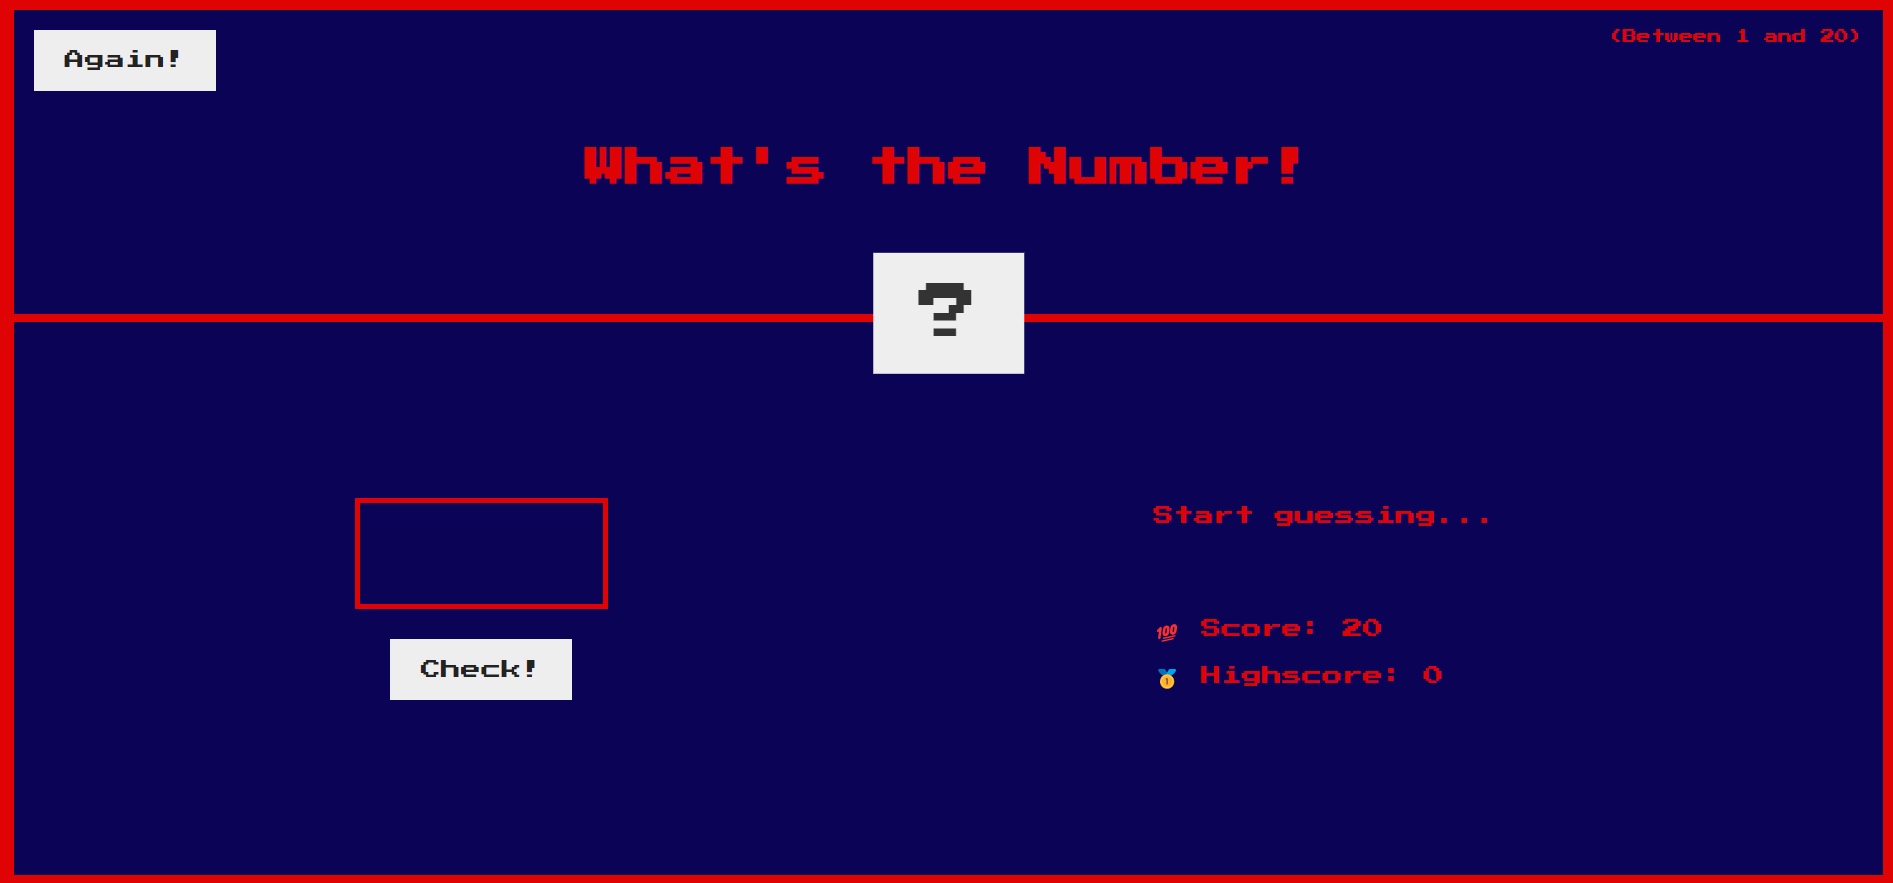 Again!
(Between 1 and 20)
What's the Number!
?
Start guessing...
💯 Score: 20
🥇 Highscore: 0
Check!